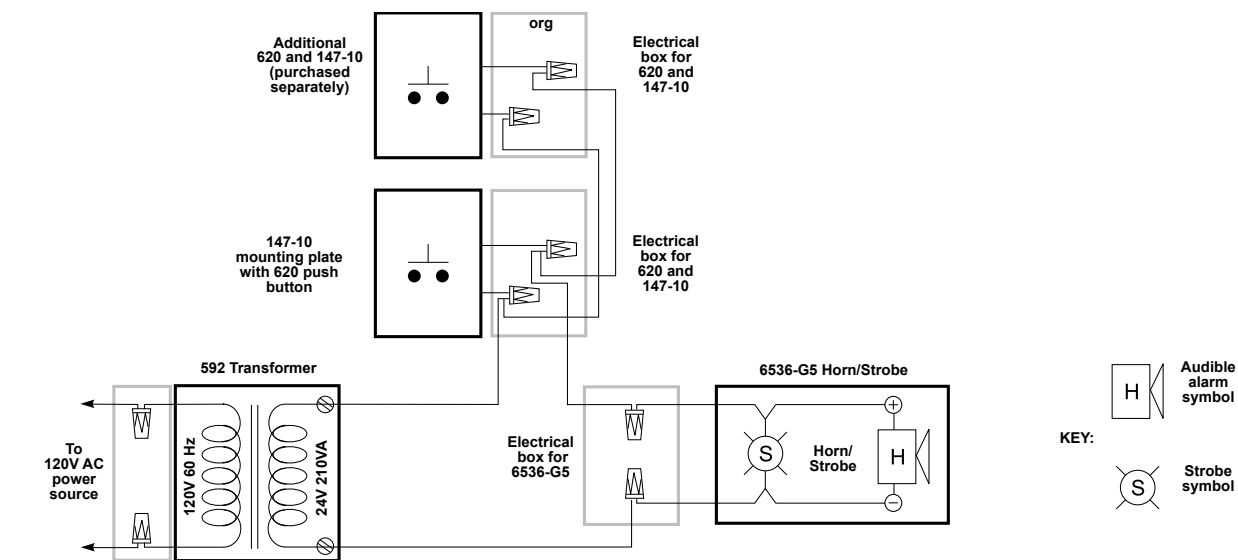 org
Additional
620 and 147-10
(purchased
separately)
Electrical
box for
620 and
147-10
147-10
mounting plate
with 620 push
button
Electrical
box for
620 and
147-10
592 Transformer
6536-G5 Horn/Strobe
To
120V AC
power
source
120V 60 Hz
24V 210VA
Electrical
box for
6536-G5
S
Horn/
Strobe
+
H
−
KEY:
H
Audible
alarm
symbol
S
Strobe
symbol